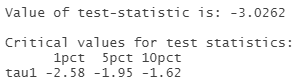 Value of test-statistic is: -3.0262
Critical values for test statistics:
1pct 5pct 10pct
tau1 -2.58 -1.95 -1.62